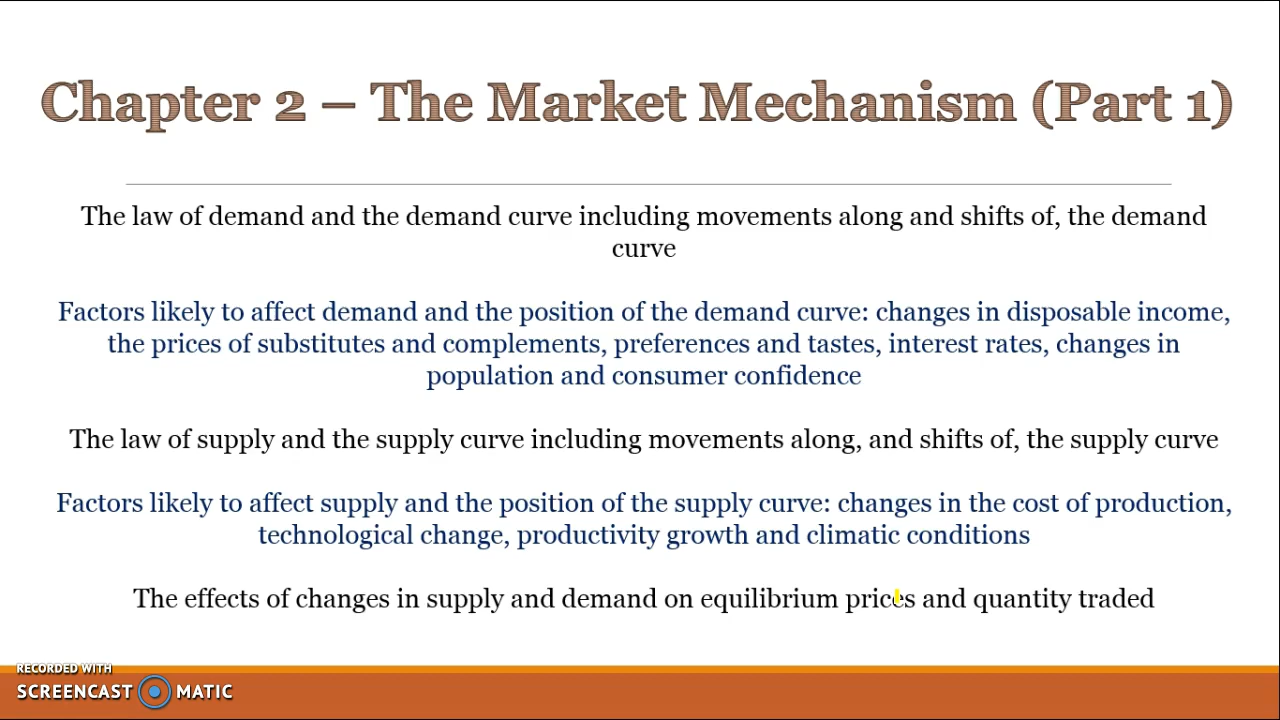 Chapter 2 – The Market Mechanism (Part 1)
The law of demand and the demand curve including movements along and shifts of, the demand
curve
Factors likely to affect demand and the position of the demand curve: changes in disposable income,
the prices of substitutes and complements, preferences and tastes, interest rates, changes in
population and consumer confidence
The law of supply and the supply curve including movements along, and shifts of, the supply curve
Factors likely to affect supply and the position of the supply curve: changes in the cost of production,
technological change, productivity growth and climatic conditions
The effects of changes in supply and demand on equilibrium prices and quantity traded
RECORDED WITH
SCREENCAST MATIC